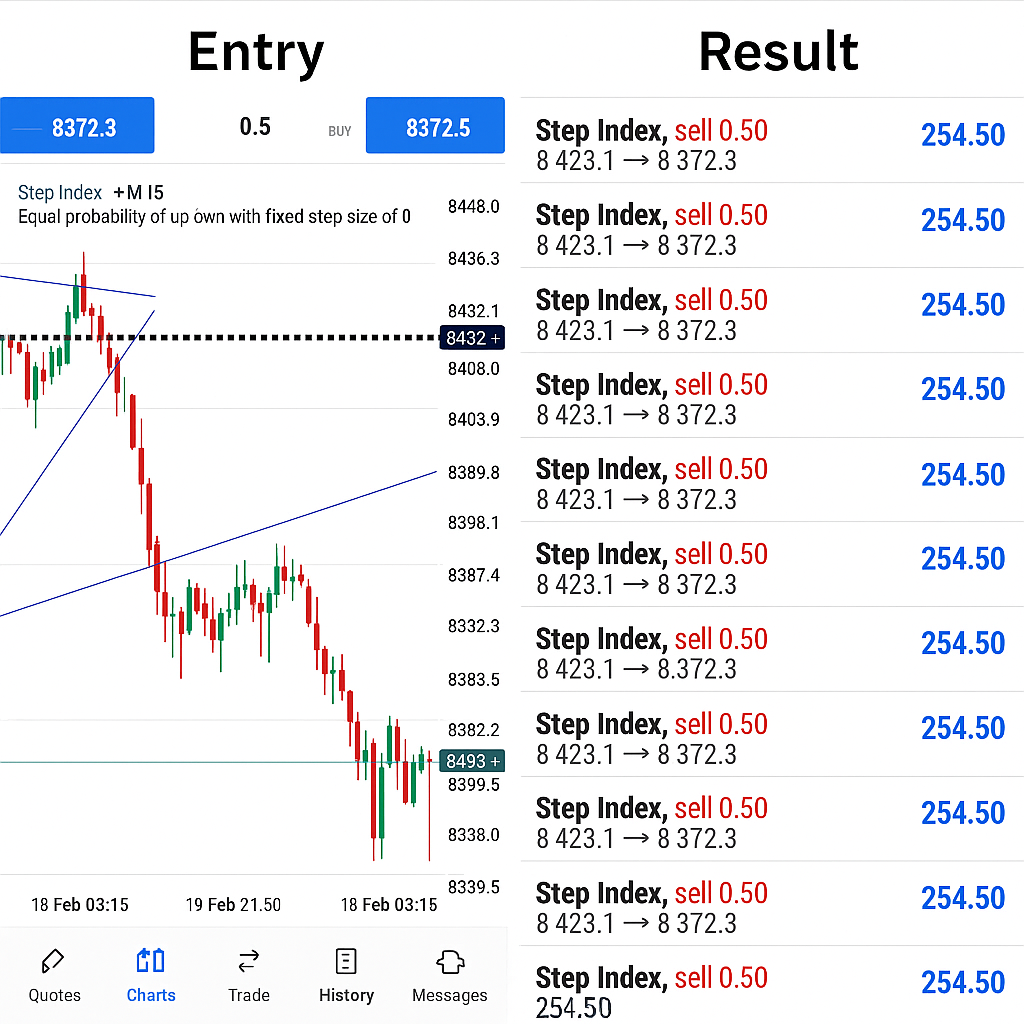 Entry
8372.3
0.5
BUY
8372.5
Step Index +M I5
Equal probability of up own with fixed step size of 0
8448.0
8436.3
8432.1
8432 +
8408.0
8403.9
8389.8
8398.1
8387.4
8332.3
8383.5
8382.2
8493 +
8399.5
8338.0
8339.5
18 Feb 03:15
19 Feb 21.50
18 Feb 03:15
Quotes
Charts
Trade
History
Messages
Result
Step Index, sell 0.50
254.50
8 423.1 → 8 372.3
Step Index, sell 0.50
254.50
8 423.1 → 8 372.3
Step Index, sell 0.50
254.50
8 423.1 → 8 372.3
Step Index, sell 0.50
254.50
8 423.1 → 8 372.3
Step Index, sell 0.50
254.50
8 423.1 → 8 372.3
Step Index, sell 0.50
254.50
8 423.1 → 8 372.3
Step Index, sell 0.50
254.50
8 423.1 → 8.372.3
Step Index, sell 0.50
254.50
8 423.1 → 8 372.3
Step Index, sell 0.50
254.50
8 423.1 → 8 372.3
Step Index, sell 0.50
254.50
8 423.1 → 8 372.3
Step Index, sell 0.50
254.50
254.50